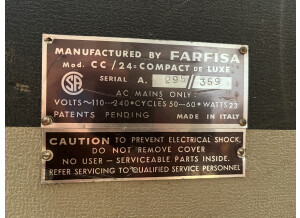 MANUFACTURED BY FARFISA
Mod. CC/24=COMPACT DE LUXE
SA
SERIAL A. 295/359
AC MAINS ONLY:
VOLTS~110-240•CYCLES 50-60•WATTS 23
PATENTS PENDING MADE IN ITALY
CAUTION TO PREVENT ELECTRICAL SHOCK,
DO NOT REMOVE COVER
NO USER-SERVICEABLE PARTS INSIDE.
REFER SERVICING TO QUALIFIED SERVICE PERSONNEL